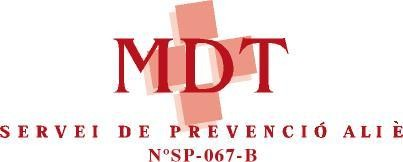 MDT
SERVEI DE PREVENCIÓ ALIÈ
NºSP-067-B